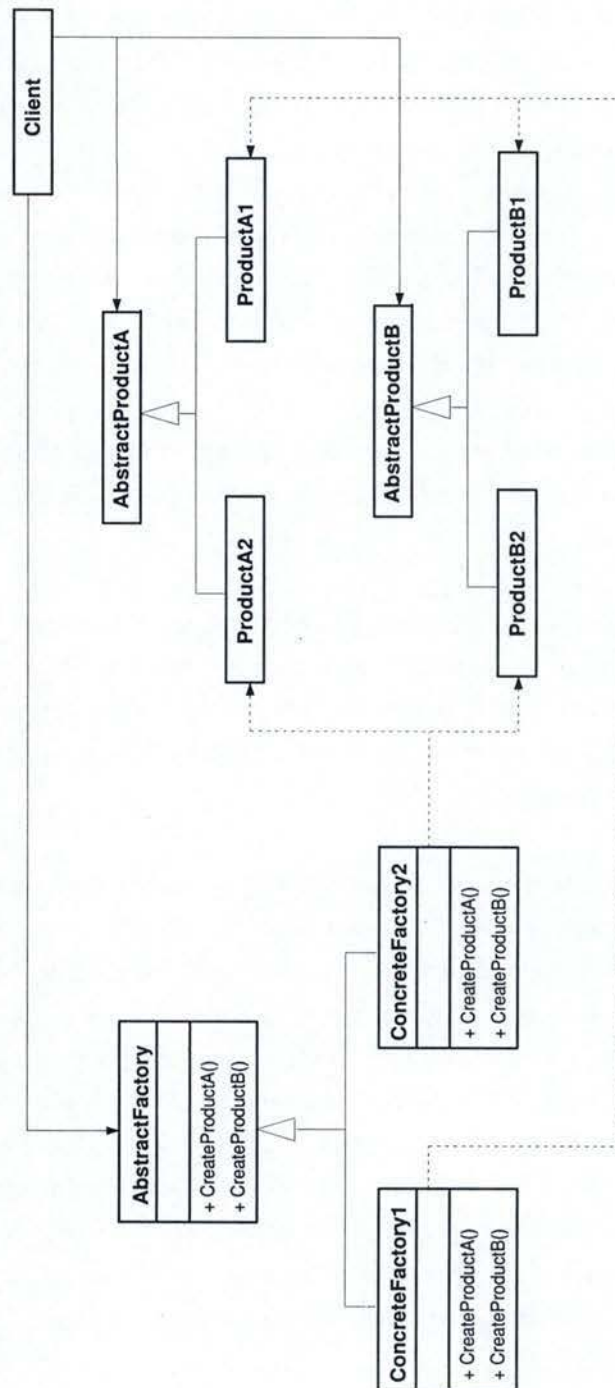 Client
AbstractFactory
+ CreateProductA()
+ CreateProductB()
AbstractProductA
ProductA2
ProductA1
ConcreteFactory1
+ CreateProductA()
+ CreateProductB()
ConcreteFactory2
+ CreateProductA()
+ CreateProductB()
AbstractProductB
ProductB2
ProductB1